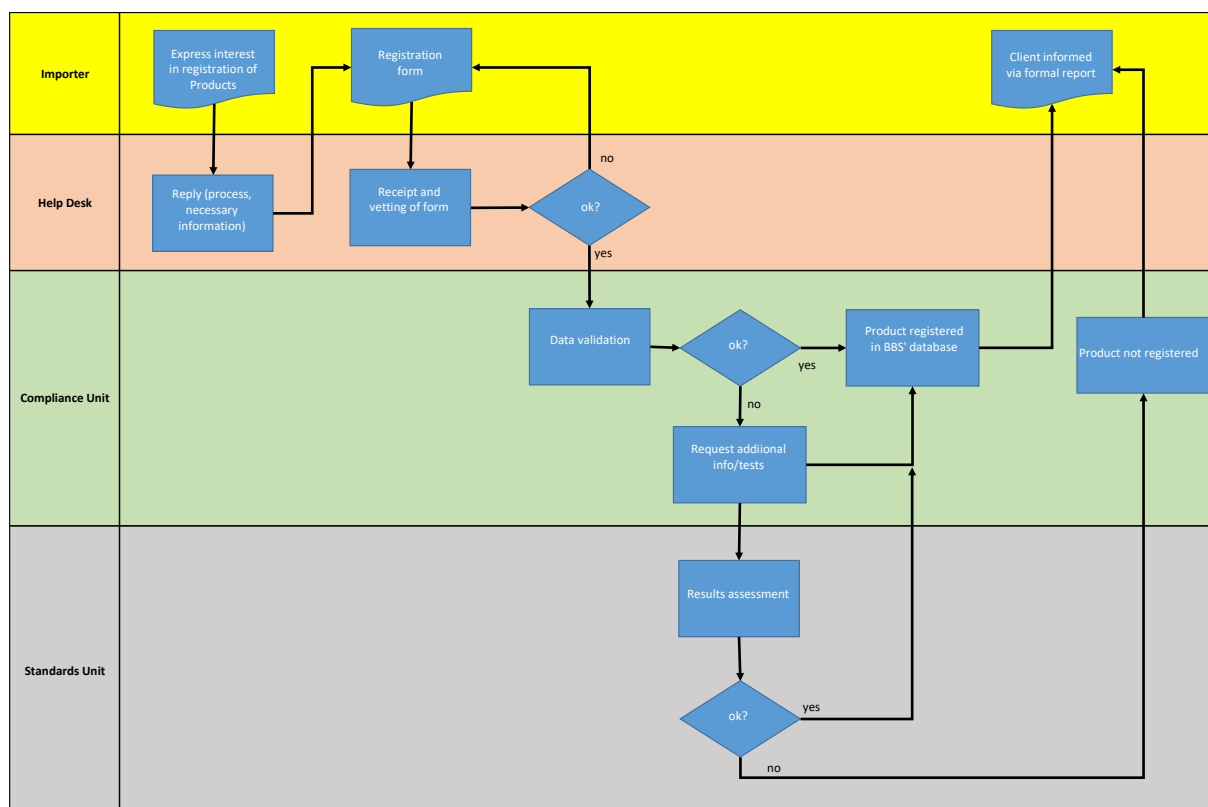 Importer
Express interest
in registration of
Products
Registration
form
Client informed
via formal report
Help Desk
Reply (process,
necessary
information)
Receipt and
vetting of form
ok?
no
yes
Compliance Unit
Data validation
ok?
yes
no
Product registered
in BBS' database
Product not registered
Request addiional
info/tests
Standards Unit
Results assessment
ok?
yes
no